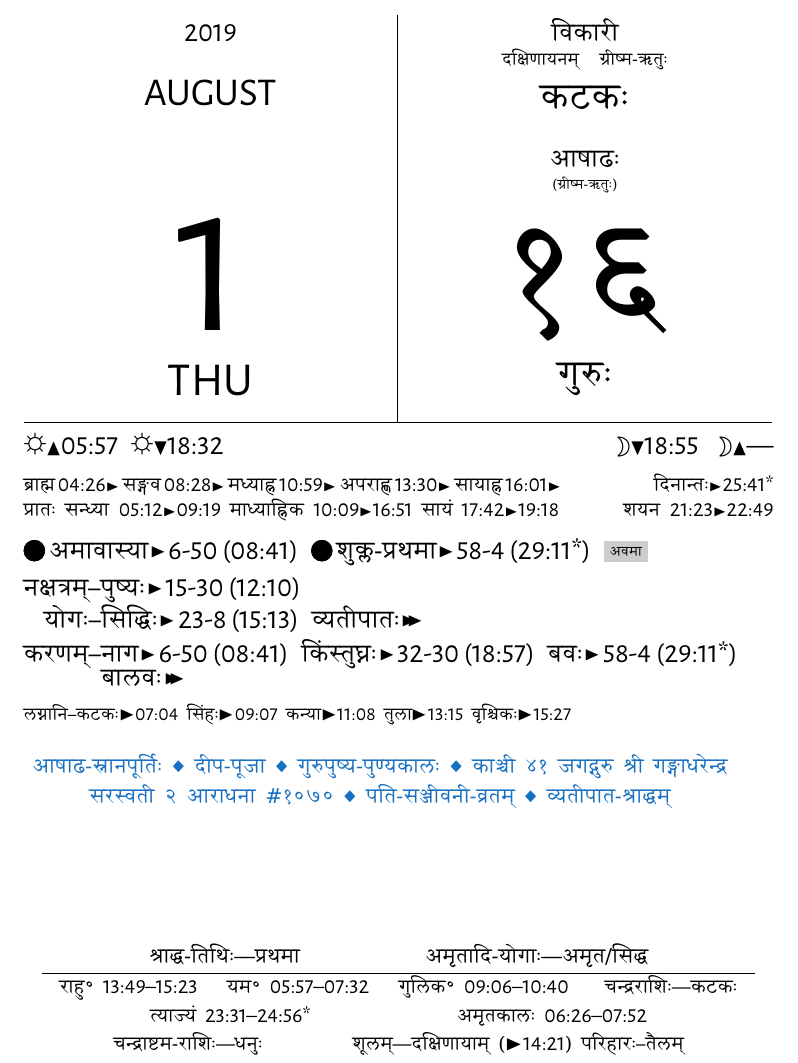 2019
AUGUST
1
THU
विकारी
दक्षिणायनम् ग्रीष्म-ऋतुः
कटकः
आषाढः
(ग्रीष्म-ऋतुः)
१६
गुरुः
☼▲05:57 ☼▼18:32 ☽▼18:55 ☽▲—
ब्राह्म 04:26► सङ्गव 08:28► मध्याह्न 10:59► अपराह्ण 13:30► सायाह्न 16:01► दिनान्तः►25:41*
प्रातः सन्ध्या 05:12►09:19 माध्याह्निक 10:09►16:51 सायं 17:42►19:18 शयन 21:23►22:49
●अमावास्या►6-50 (08:41) ●शुक्ल-प्रथमा►58-4 (29:11*) अवमा
नक्षत्रम्–पुष्यः►15-30 (12:10)
योगः–सिद्धिः►23-8 (15:13) व्यतीपातः►►
करणम्–नाग►6-50 (08:41) किंस्तुघ्नः►32-30 (18:57) बवः►58-4 (29:11*)
बालवः►►
लग्नानि–कटकः►07:04 सिंहः►09:07 कन्या►11:08 तुला►13:15 वृश्चिकः►15:27
आषाढ-स्नानपूर्तिः ◆ दीप-पूजा ◆ गुरुपुष्य-पुण्यकालः ◆ काञ्ची ४१ जगद्गुरु श्री गङ्गाधरेन्द्र
सरस्वती २ आराधना #१०७० ◆ पति-सञ्जीवनी-व्रतम् ◆ व्यतीपात-श्राद्धम्
श्राद्ध-तिथिः—प्रथमा अमृतादि-योगाः—अमृत/सिद्ध
राहु॰ 13:49–15:23 यम॰ 05:57–07:32 गुलिक॰ 09:06–10:40 चन्द्रराशिः—कटकः
त्याज्यं 23:31–24:56* अमृतकालः 06:26–07:52
चन्द्राष्टम-राशिः—धनुः शूलम्—दक्षिणायाम् (►14:21) परिहारः–तैलम्